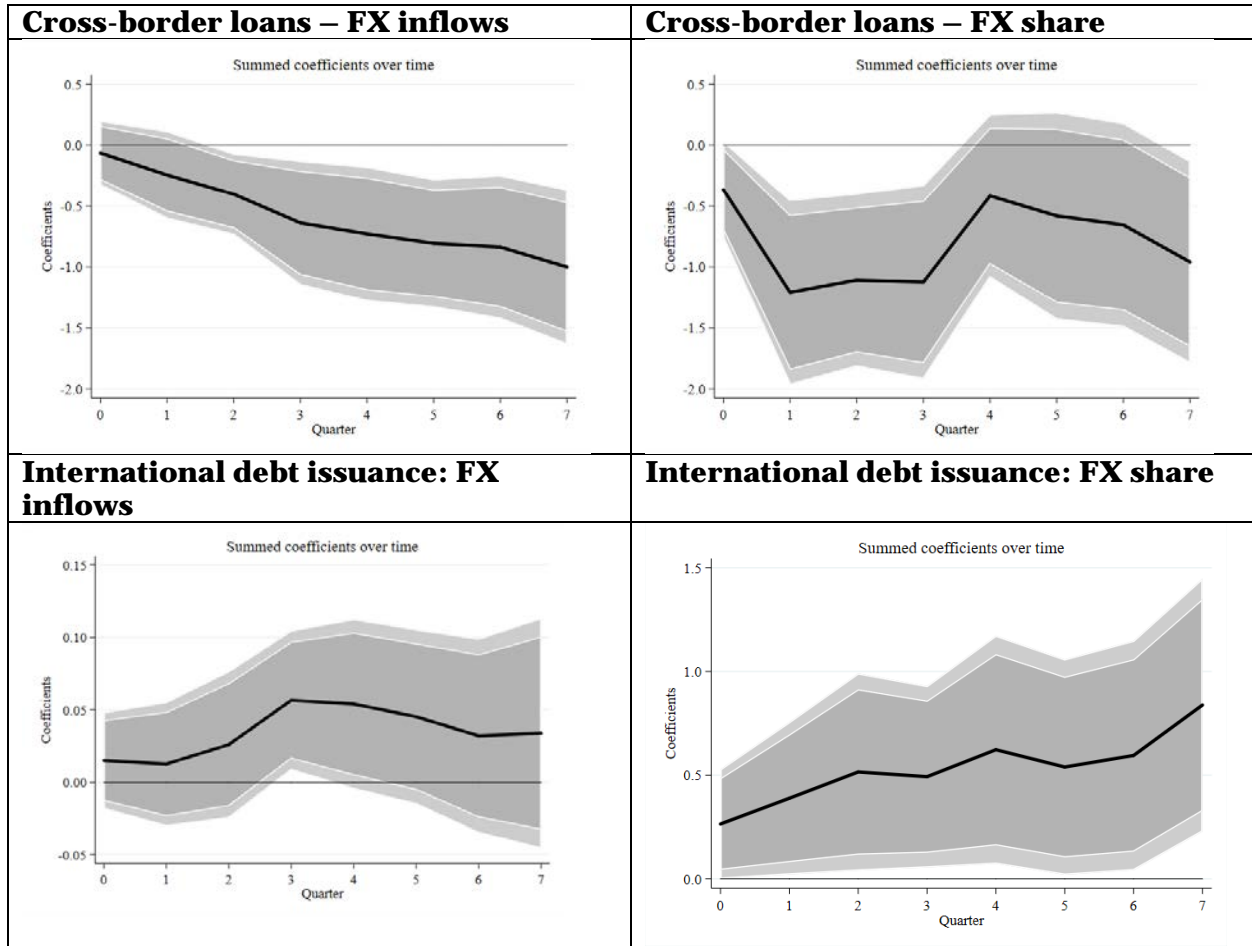 Cross-border loans – FX inflows
Cross-border loans – FX share
Summed coefficients over time
0.5
0.0
-0.5
-1.0
-1.5
-2.0
Coefficients
0 1 2 3 4 5 6 7
Quarter
Summed coefficients over time
0.5
0.0
-0.5
-1.0
-1.5
-2.0
Coefficients
0 1 2 3 4 5 6 7
Quarter
International debt issuance: FX
inflows
International debt issuance: FX share
Summed coefficients over time
0.15
0.10
0.05
0.00
-0.05
Coefficients
0 1 2 3 4 5 6 7
Quarter
Summed coefficients over time
1.5
1.0
0.5
0.0
Coefficients
0 1 2 3 4 5 6 7
Quarter